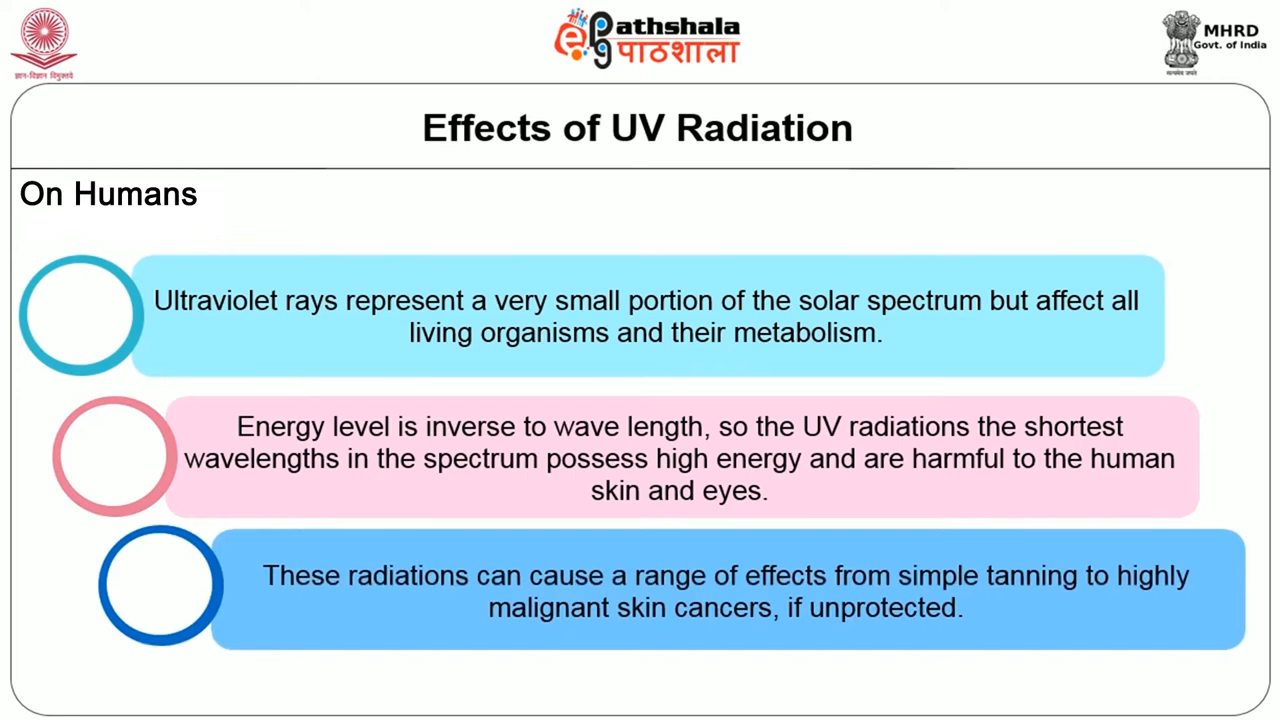 ज्ञान-विज्ञान विमुक्तये
ePathshala
पाठशाला
MHRD
Govt. of India
सत्यमेव जयते
Effects of UV Radiation
On Humans
Ultraviolet rays represent a very small portion of the solar spectrum but affect all
living organisms and their metabolism.
Energy level is inverse to wave length, so the UV radiations the shortest
wavelengths in the spectrum possess high energy and are harmful to the human
skin and eyes.
These radiations can cause a range of effects from simple tanning to highly
malignant skin cancers, if unprotected.